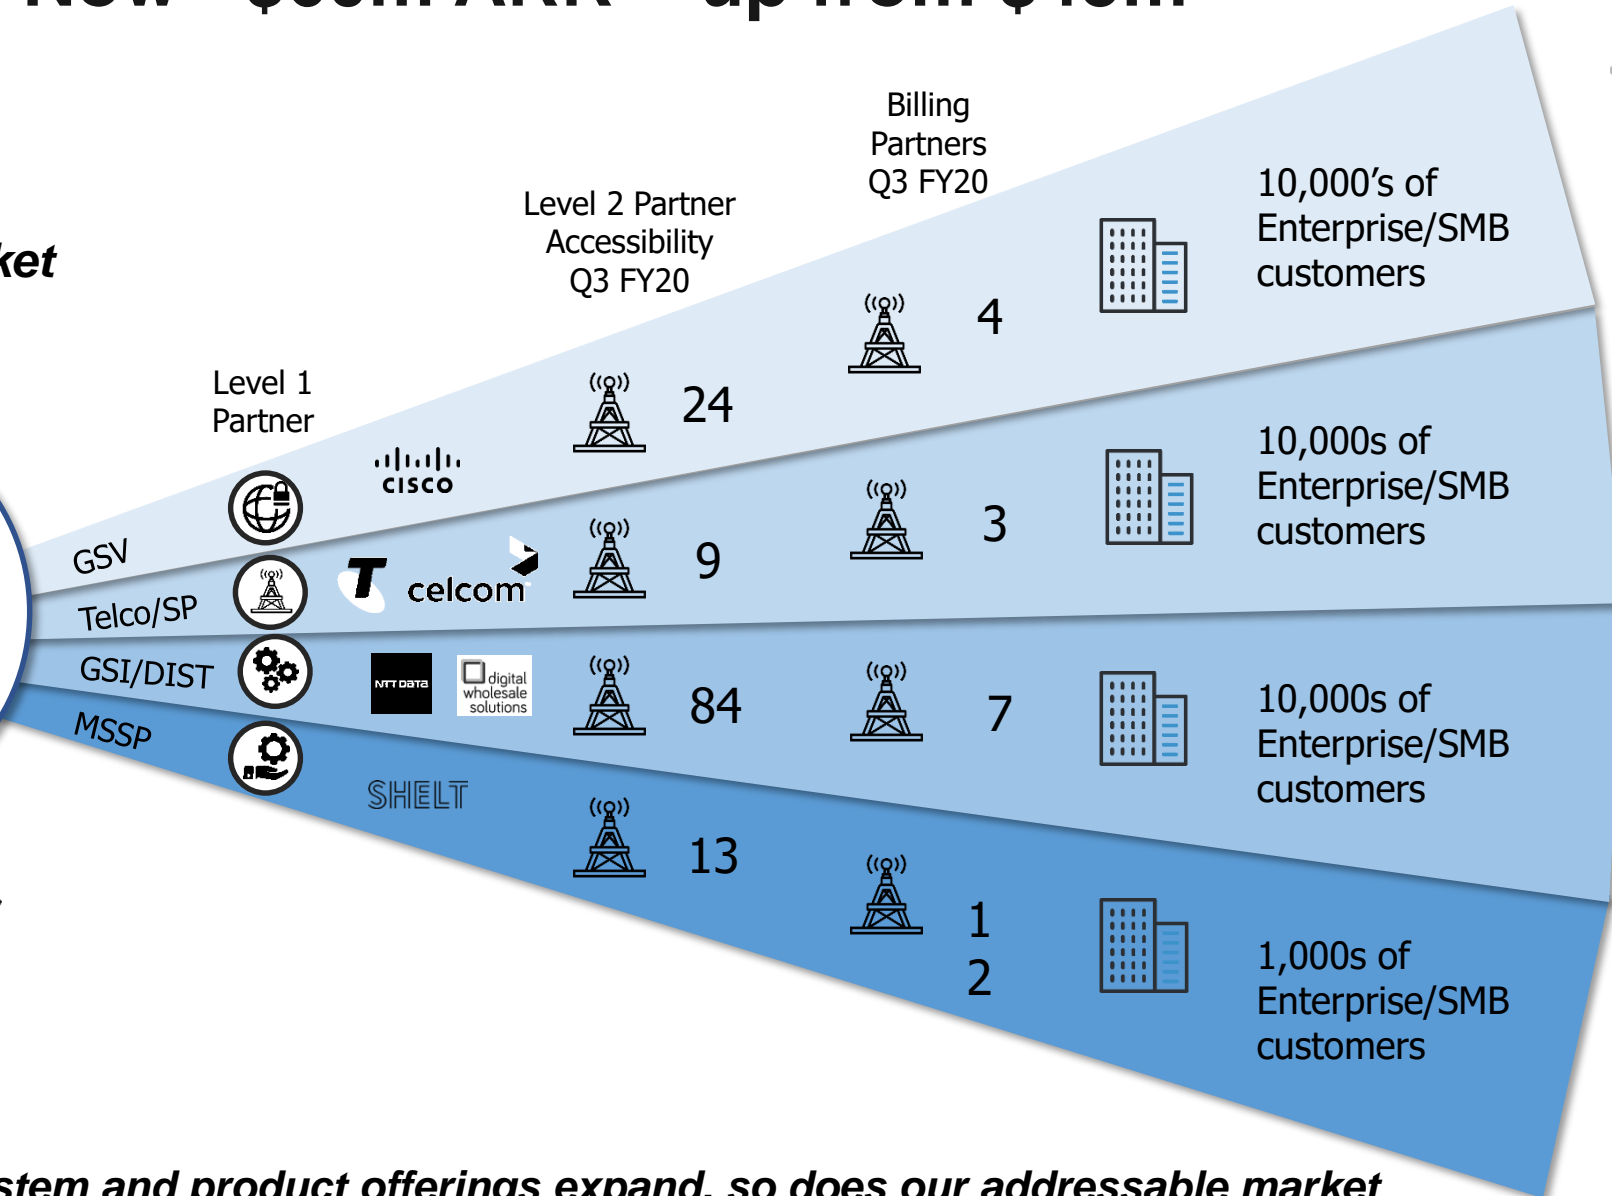 Billing
Partners
Q3 FY20
Level 2 Partner
Accessibility
Q3 FY20
Level 1
Partner
GSV
CISCO
24
4
10,000’s of
Enterprise/SMB
customers
Telco/SP
T celcom
9
3
10,000s of
Enterprise/SMB
customers
GSI/DIST
NTT DATA
digital
wholesale
solutions
84
7
10,000s of
Enterprise/SMB
customers
MSSP
SHELT
13
1
2
1,000s of
Enterprise/SMB
customers
and product offerings expand, so does our addressable market